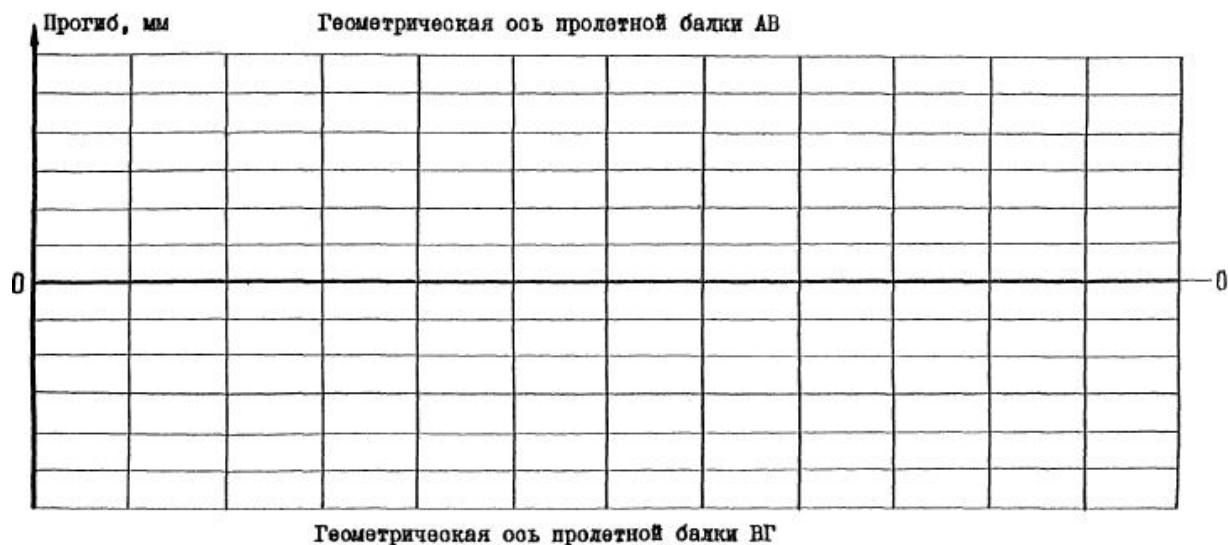 Прогиб, мм
Геометрическая ось пролетной балки АВ
0
0
Геометрическая ось пролетной балки ВГ